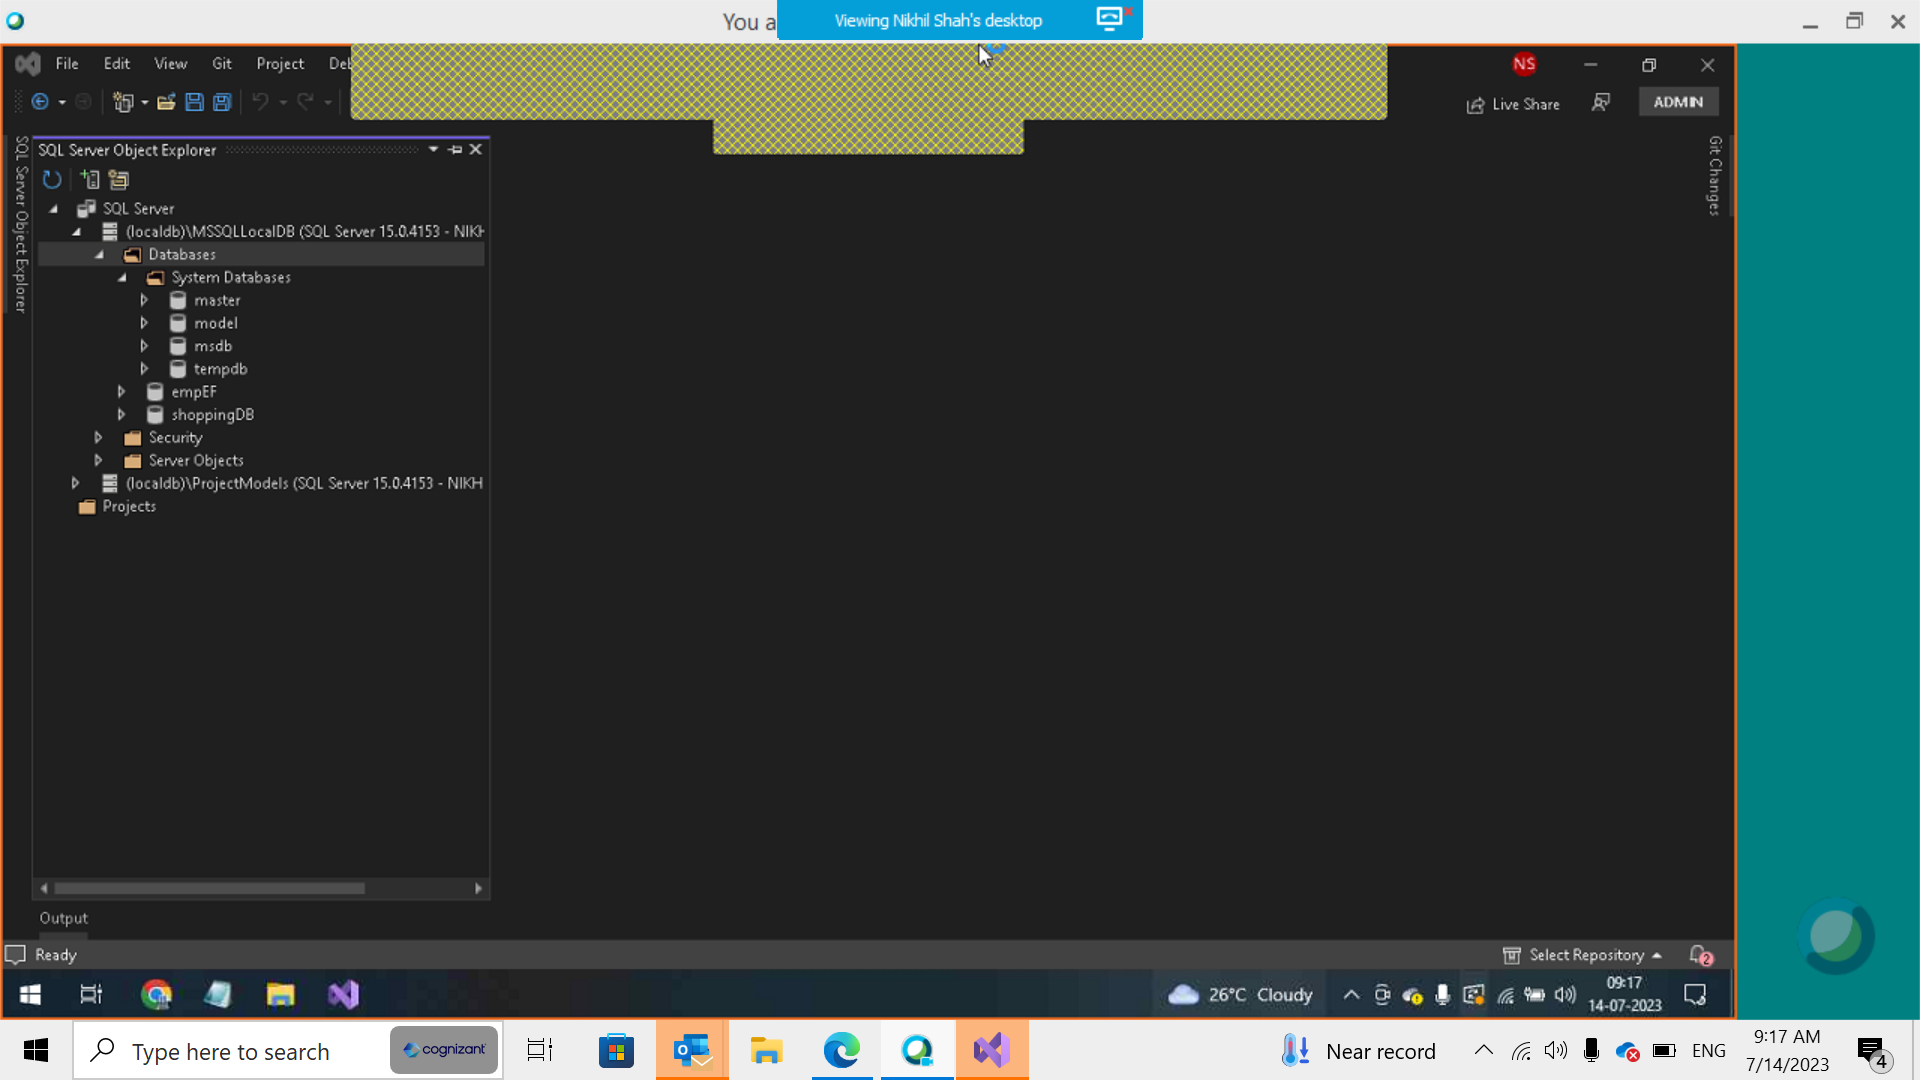 You a
Viewing Nikhil Shah's desktop
File Edit View Git Project Det
NS
Live Share
ADMIN
SQL Server Object Explorer
SQL Server Object Explorer
Git Changes
SQL Server
(localdb)\MSSQLLocalDB (SQL Server 15.0.4153 - NIKH
Databases
System Databases
master
model
msdb
tempdb
empEF
shoppingDB
Security
Server Objects
(localdb)\ProjectModels (SQL Server 15.0.4153 - NIKH
Projects
Output
Ready
Select Repository
2
26°C Cloudy
09:17
14-07-2023
Type here to search
cognizant
Near record
ENG
9:17 AM
7/14/2023
4